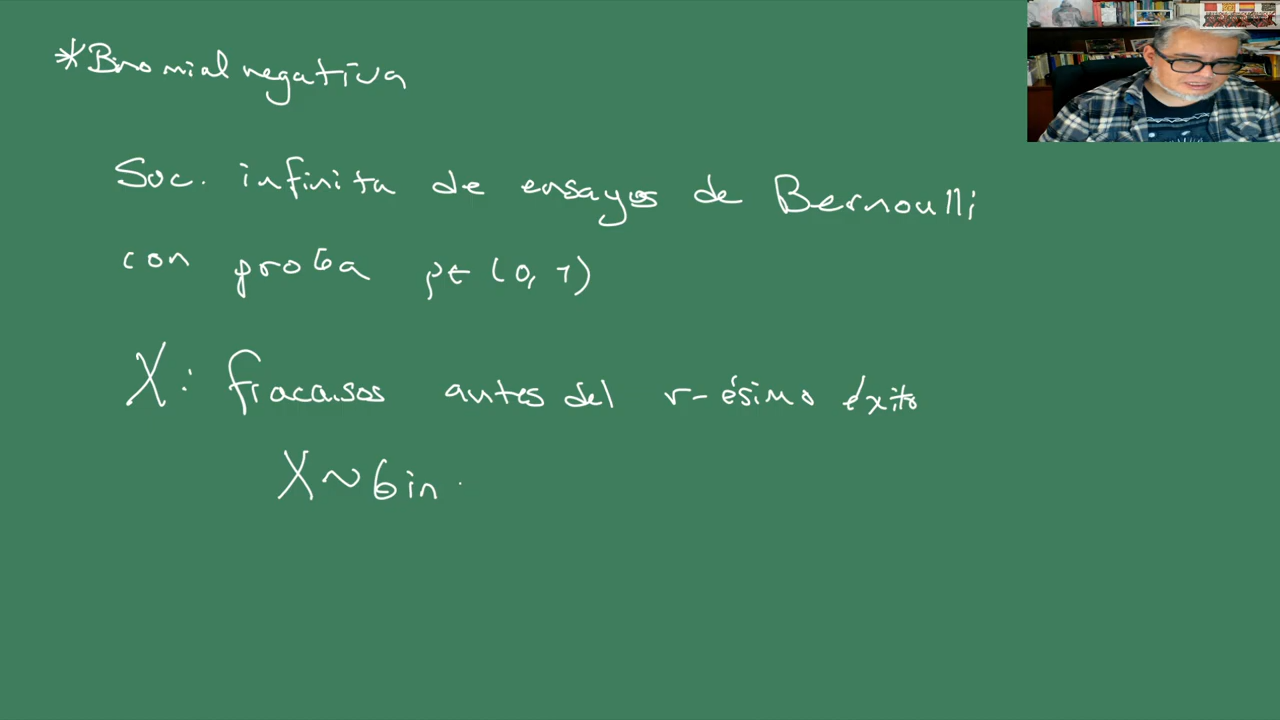 *Binomial negativa
Suc. infinita de ensayos de Bernoulli
con proba p∈(0,1)
X: fracasos antes del r-ésimo éxito
X~bin